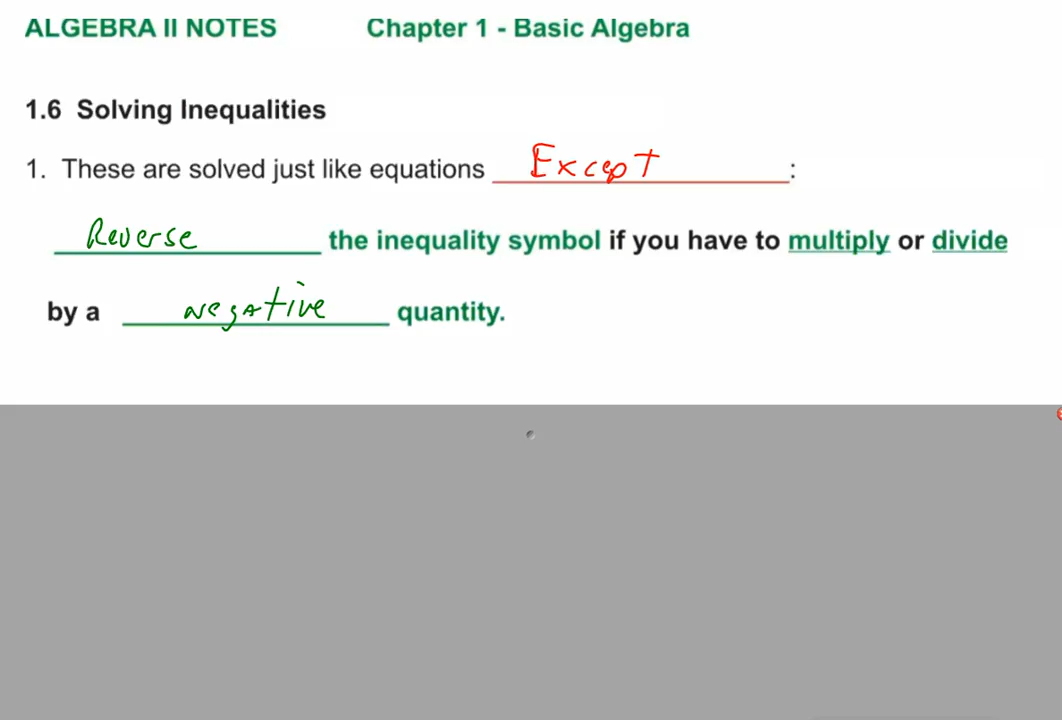 ALGEBRA II NOTES Chapter 1 - Basic Algebra
1.6 Solving Inequalities
1. These are solved just like equations Except :
Reverse the inequality symbol if you have to multiply or divide
by a negative quantity.